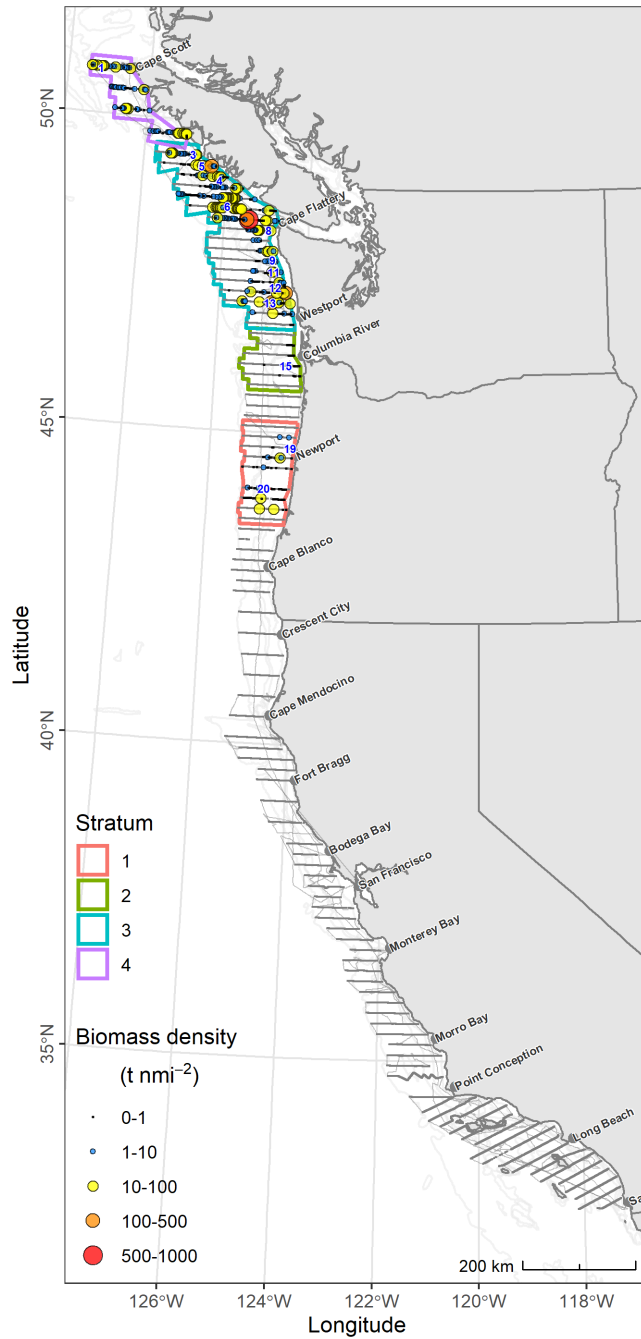 Cape Scott
1
50°N
3
5
4
Cape Flattery
6
8
9
11
12
13
Westport
Columbia River
15
45°N
Newport
19
20
Cape Blanco
Crescent City
Latitude
Cape Mendocino
40°N
Fort Bragg
Stratum
1
2
3
4
Bodega Bay
San Francisco
Monterey Bay
35°N
Morro Bay
Biomass density
(t nmi⁻²)
Point Conception
0-1
1-10
10-100
100-500
500-1000
Long Beach
Sa
200 km
126°W
124°W
122°W
120°W
118°W
Longitude